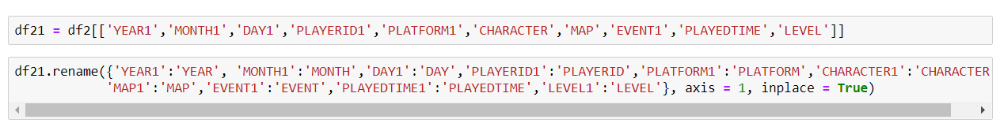 df21 = df2[['YEAR1','MONTH1','DAY1','PLAYERID1','PLATFORM1','CHARACTER','MAP','EVENT1','PLAYEDTIME','LEVEL']]
df21.rename({'YEAR1':'YEAR', 'MONTH1':'MONTH','DAY1':'DAY','PLAYERID1':'PLAYERID','PLATFORM1':'PLATFORM','CHARACTER1':'CHARACTER
'MAP1':'MAP','EVENT1':'EVENT','PLAYEDTIME1':'PLAYEDTIME','LEVEL1':'LEVEL'}, axis = 1, inplace = True)